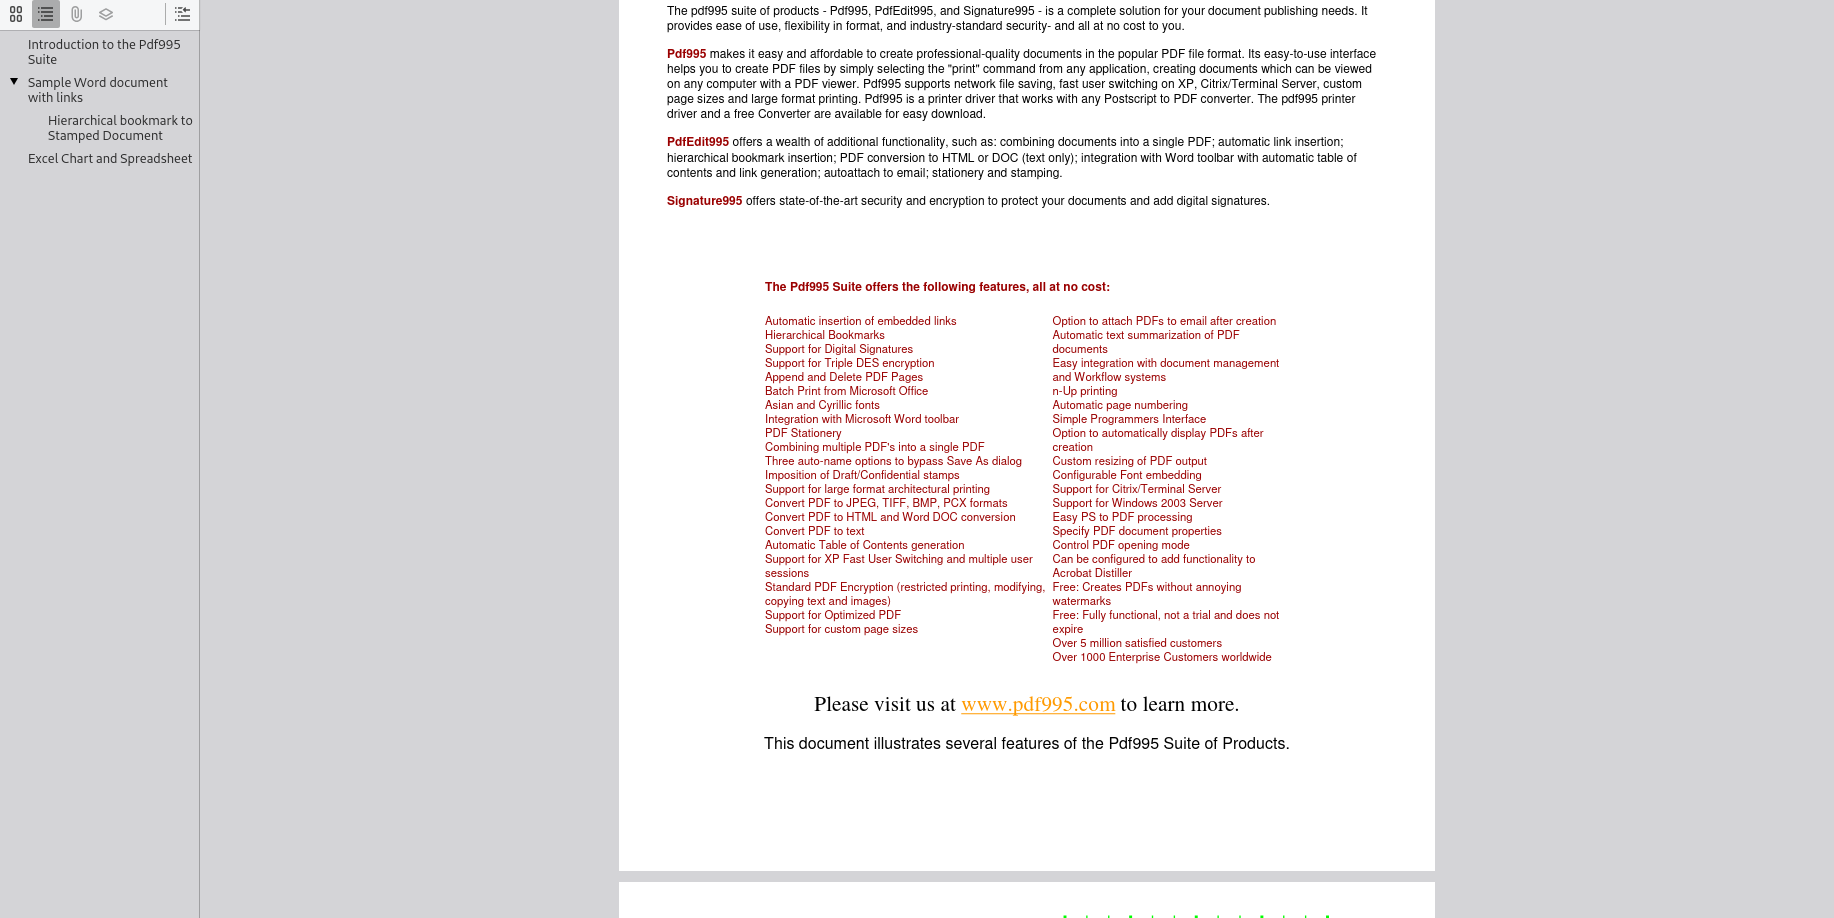 Introduction to the Pdf995
Suite
Sample Word document
with links
Hierarchical bookmark to
Stamped Document
Excel Chart and Spreadsheet
The pdf995 suite of products - Pdf995, PdfEdit995, and Signature995 - is a complete solution for your document publishing needs. It
provides ease of use, flexibility in format, and industry-standard security- and all at no cost to you.
Pdf995 makes it easy and affordable to create professional-quality documents in the popular PDF file format. Its easy-to-use interface
helps you to create PDF files by simply selecting the "print" command from any application, creating documents which can be viewed
on any computer with a PDF viewer. Pdf995 supports network file saving, fast user switching on XP, Citrix/Terminal Server, custom
page sizes and large format printing. Pdf995 is a printer driver that works with any Postscript to PDF converter. The pdf995 printer
driver and a free Converter are available for easy download.
PdfEdit995 offers a wealth of additional functionality, such as: combining documents into a single PDF; automatic link insertion;
hierarchical bookmark insertion; PDF conversion to HTML or DOC (text only); integration with Word toolbar with automatic table of
contents and link generation; autoattach to email; stationery and stamping.
Signature995 offers state-of-the-art security and encryption to protect your documents and add digital signatures.
The Pdf995 Suite offers the following features, all at no cost:
Automatic insertion of embedded links
Hierarchical Bookmarks
Support for Digital Signatures
Support for Triple DES encryption
Append and Delete PDF Pages
Batch Print from Microsoft Office
Asian and Cyrillic fonts
Integration with Microsoft Word toolbar
PDF Stationery
Combining multiple PDF's into a single PDF
Three auto-name options to bypass Save As dialog
Imposition of Draft/Confidential stamps
Support for large format architectural printing
Convert PDF to JPEG, TIFF, BMP, PCX formats
Convert PDF to HTML and Word DOC conversion
Convert PDF to text
Automatic Table of Contents generation
Support for XP Fast User Switching and multiple user
sessions
Standard PDF Encryption (restricted printing, modifying,
copying text and images)
Support for Optimized PDF
Support for custom page sizes
Option to attach PDFs to email after creation
Automatic text summarization of PDF
documents
Easy integration with document management
and Workflow systems
n-Up printing
Automatic page numbering
Simple Programmers Interface
Option to automatically display PDFs after
creation
Custom resizing of PDF output
Configurable Font embedding
Support for Citrix/Terminal Server
Support for Windows 2003 Server
Easy PS to PDF processing
Specify PDF document properties
Control PDF opening mode
Can be configured to add functionality to
Acrobat Distiller
Free: Creates PDFs without annoying
watermarks
Free: Fully functional, not a trial and does not
expire
Over 5 million satisfied customers
Over 1000 Enterprise Customers worldwide
Please visit us at www.pdf995.com to learn more.
This document illustrates several features of the Pdf995 Suite of Products.